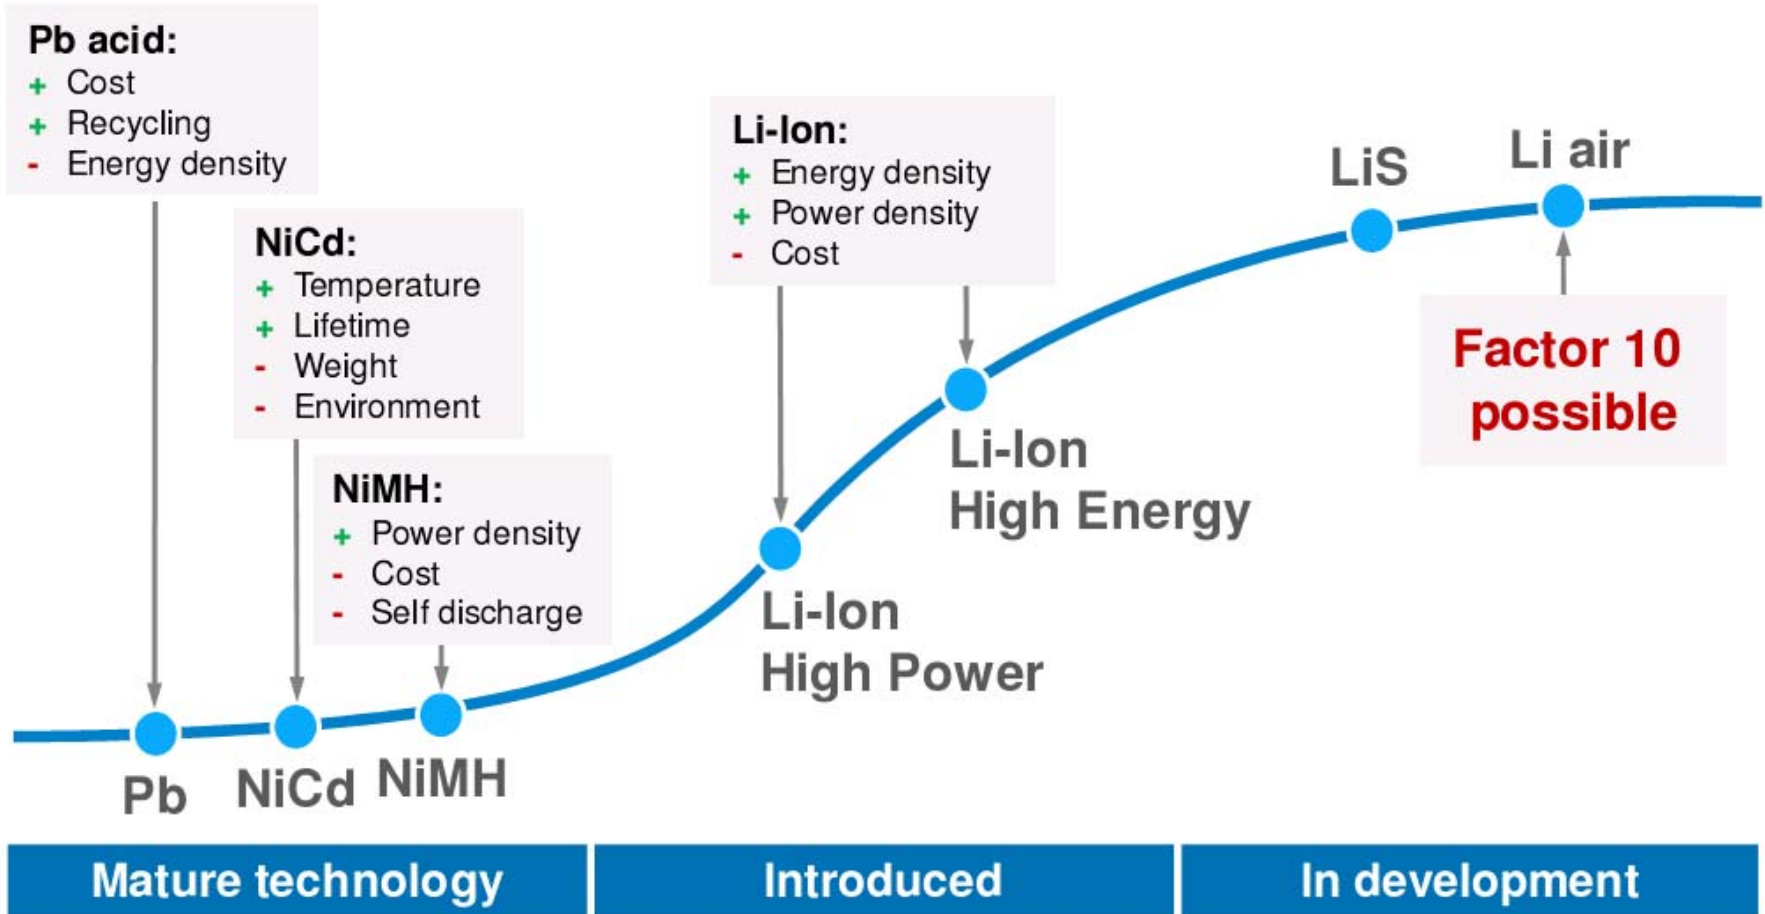 Pb acid:
+ Cost
+ Recycling
- Energy density
NiCd:
+ Temperature
+ Lifetime
- Weight
- Environment
NiMH:
+ Power density
- Cost
- Self discharge
Li-Ion:
+ Energy density
+ Power density
- Cost
LiS
Li air
Factor 10
possible
Li-Ion
High Energy
Li-Ion
High Power
Pb
NiCd
NiMH
Mature technology
Introduced
In development